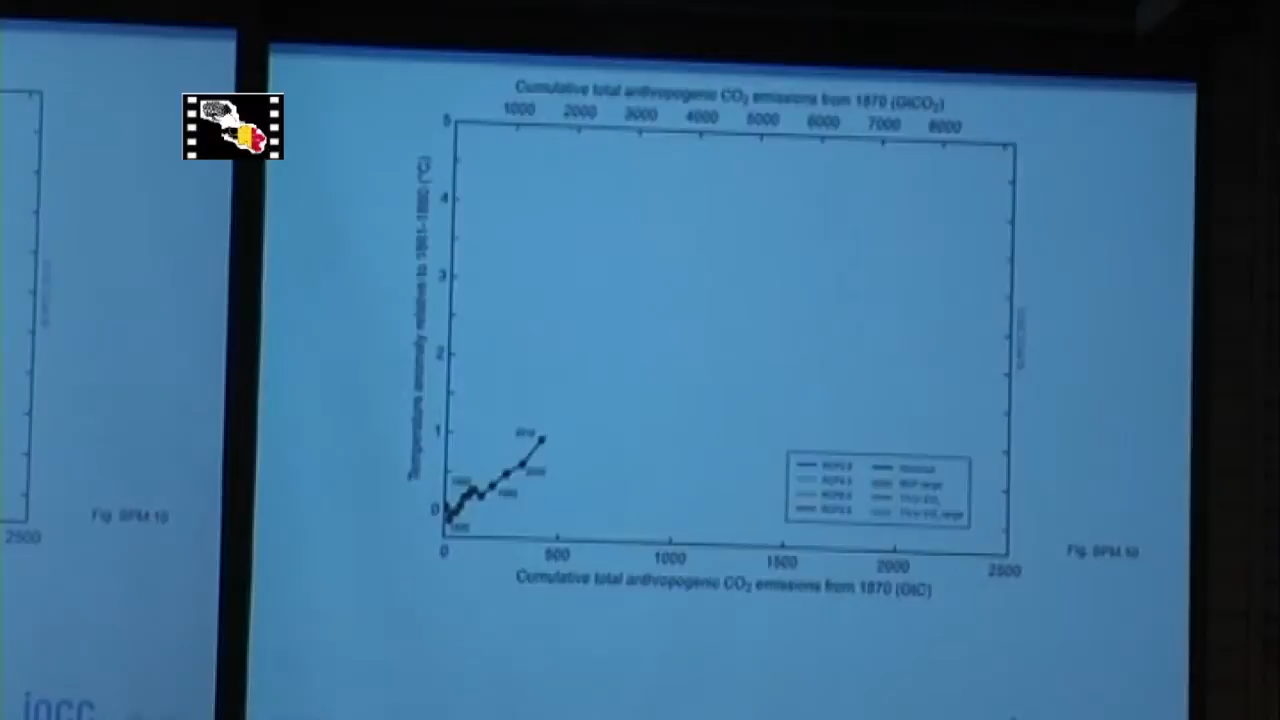 Cumulative total anthropogenic CO₂ emissions from 1870 (GtCO₂)
1000 2000 3000 4000 5000 6000 7000 8000
5
4
3
2
1
0
Temperature anomaly relative to 1861–1880 (°C)
0 500 1000 1500 2000 2500
Cumulative total anthropogenic CO₂ emissions from 1870 (GtC)
RCP range
Fig. SPM.10
2500
Fig. SPM.10
ipcc